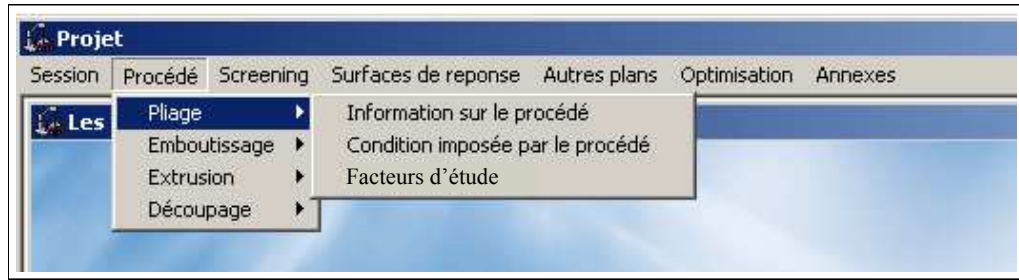 Projet
Session Procédé Screening Surfaces de reponse Autres plans Optimisation Annexes
Les
Pliage
Emboutissage
Extrusion
Découpage
Information sur le procédé
Condition imposée par le procédé
Facteurs d’étude